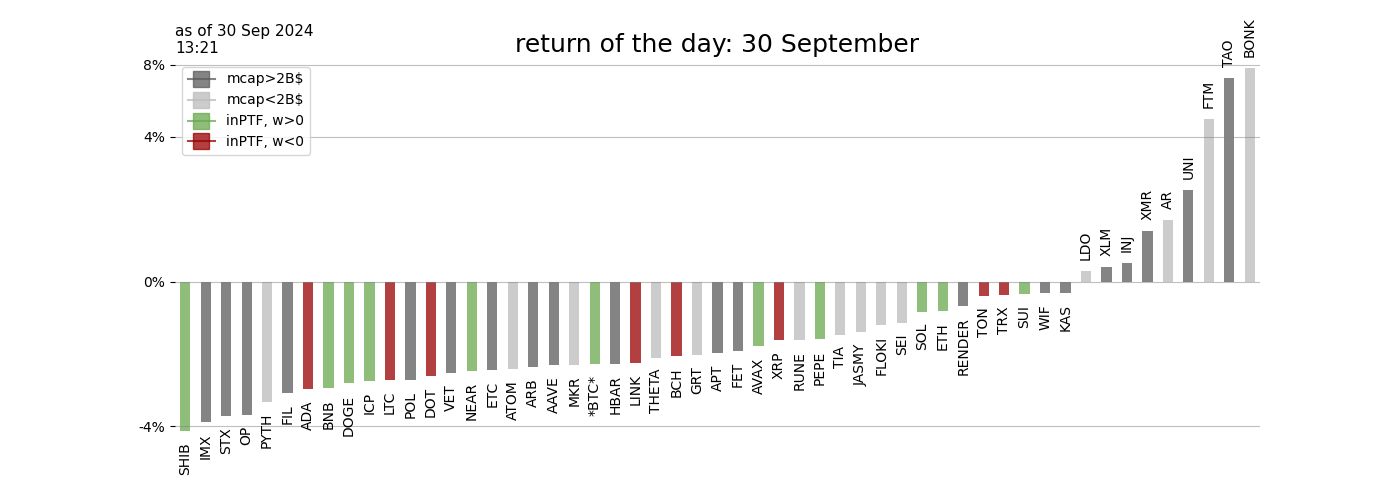 as of 30 Sep 2024
13:21
return of the day: 30 September
8%
4%
0%
-4%
mcap>2B$
mcap<2B$
inPTF, w>0
inPTF, w<0
SHIB
IMX
STX
OP
PYTH
FIL
ADA
BNB
DOGE
ICP
LTC
POL
DOT
VET
NEAR
ETC
ATOM
ARB
AAVE
MKR
*BTC*
HBAR
LINK
THETA
BCH
GRT
APT
FET
AVAX
XRP
RUNE
PEPE
TIA
JASMY
FLOKI
SEI
SOL
ETH
RENDER
TON
TRX
SUI
WIF
KAS
LDO
XLM
INJ
XMR
AR
UNI
FTM
TAO
BONK